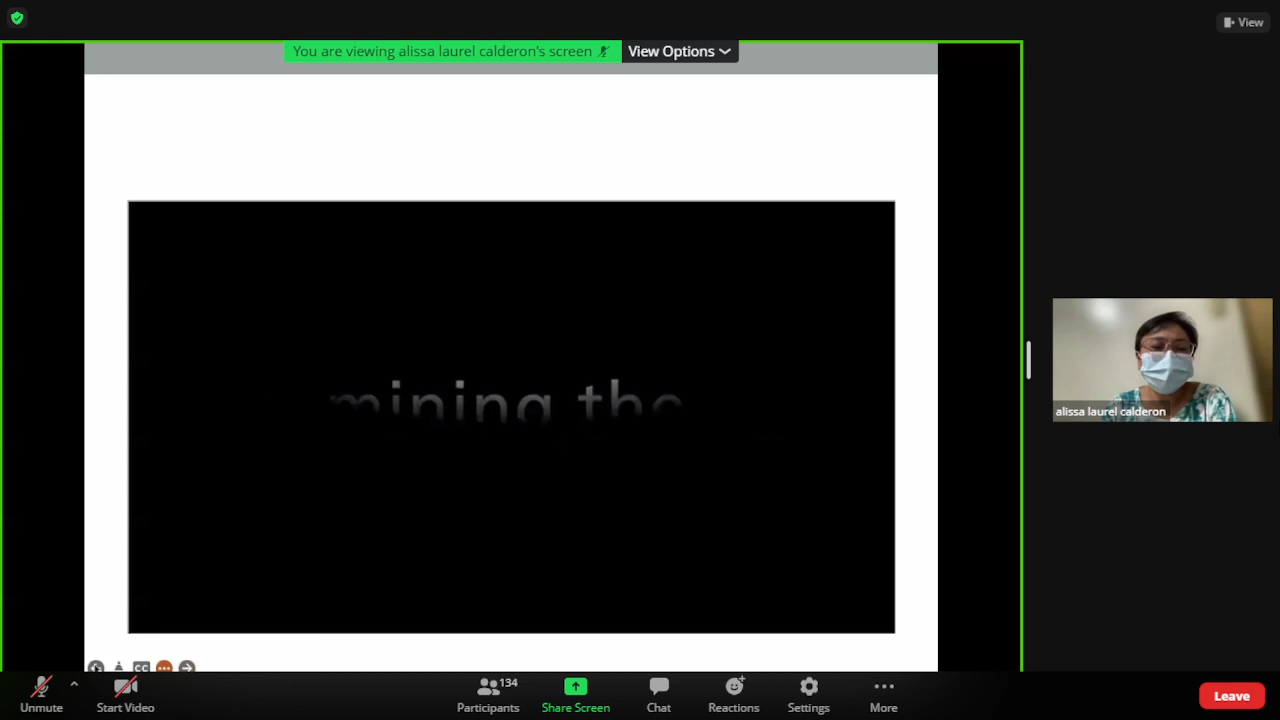 View
You are viewing alissa laurel calderon's screen
View Options
mining the
CC
alissa laurel calderon
Unmute
Start Video
134
Participants
Share Screen
Chat
Reactions
Settings
More
Leave